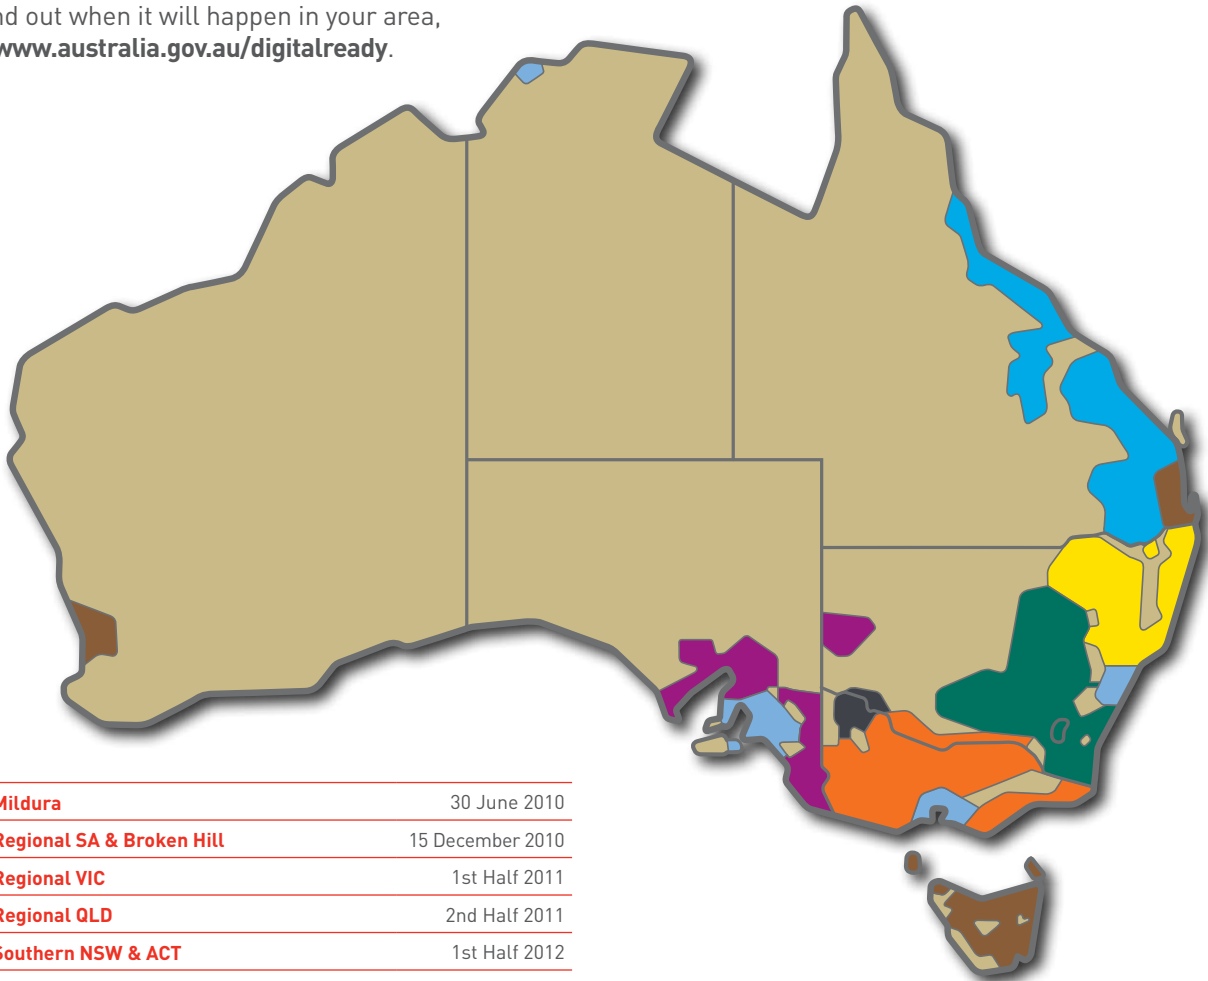 nd out when it will happen in your area,
www.australia.gov.au/digitalready.
Mildura 30 June 2010
Regional SA & Broken Hill 15 December 2010
Regional VIC 1st Half 2011
Regional QLD 2nd Half 2011
Southern NSW & ACT 1st Half 2012